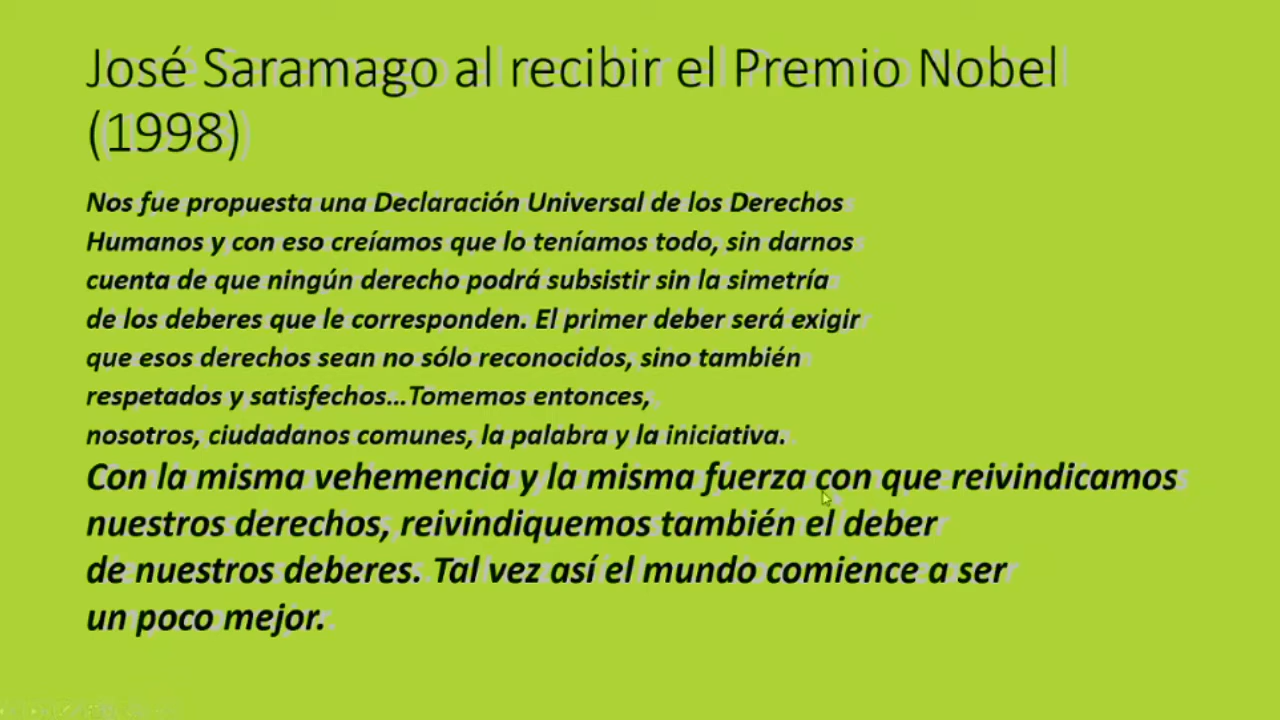 José Saramago al recibir el Premio Nobel
(1998)
Nos fue propuesta una Declaración Universal de los Derechos
Humanos y con eso creíamos que lo teníamos todo, sin darnos
cuenta de que ningún derecho podrá subsistir sin la simetría
de los deberes que le corresponden. El primer deber será exigir
que esos derechos sean no sólo reconocidos, sino también
respetados y satisfechos...Tomemos entonces,
nosotros, ciudadanos comunes, la palabra y la iniciativa.
Con la misma vehemencia y la misma fuerza con que reivindicamos
nuestros derechos, reivindiquemos también el deber
de nuestros deberes. Tal vez así el mundo comience a ser
un poco mejor.